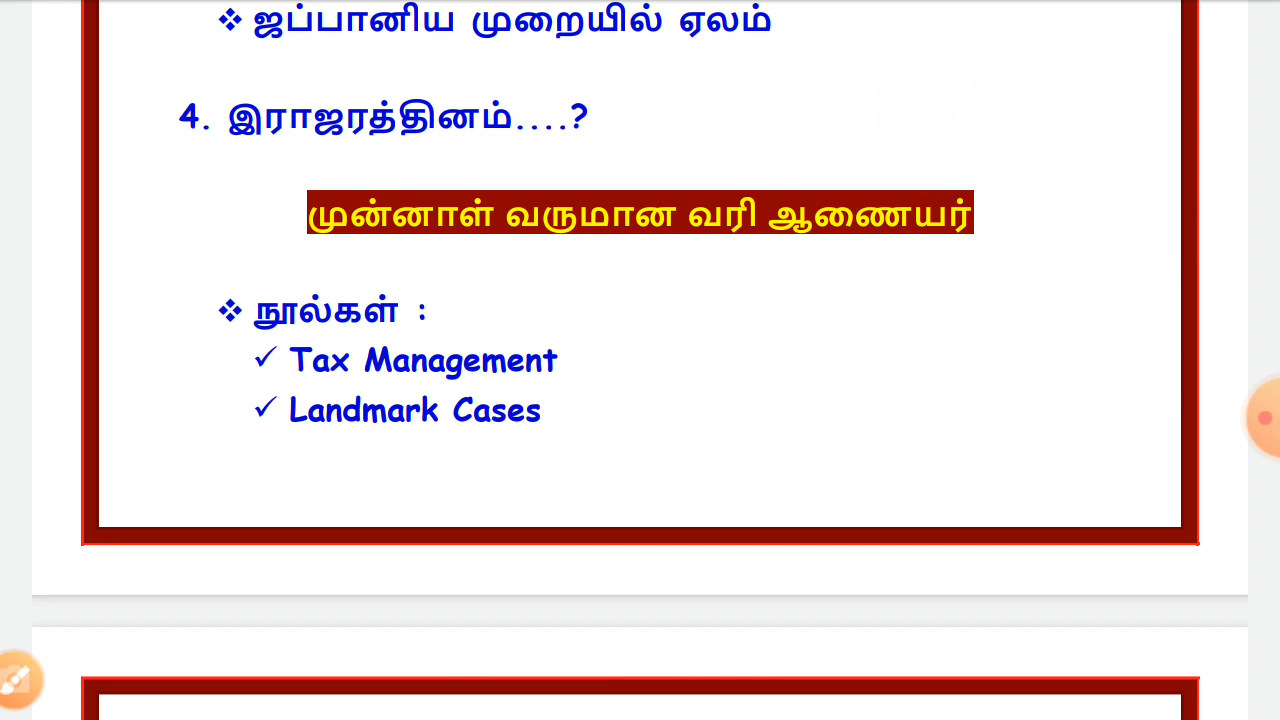 ❖ ஜப்பானிய முறையில் ஏலம்
4. இராஜரத்தினம்....?
முன்னாள் வருமான வரி ஆணையர்
❖ நூல்கள் :
✓ Tax Management
✓ Landmark Cases